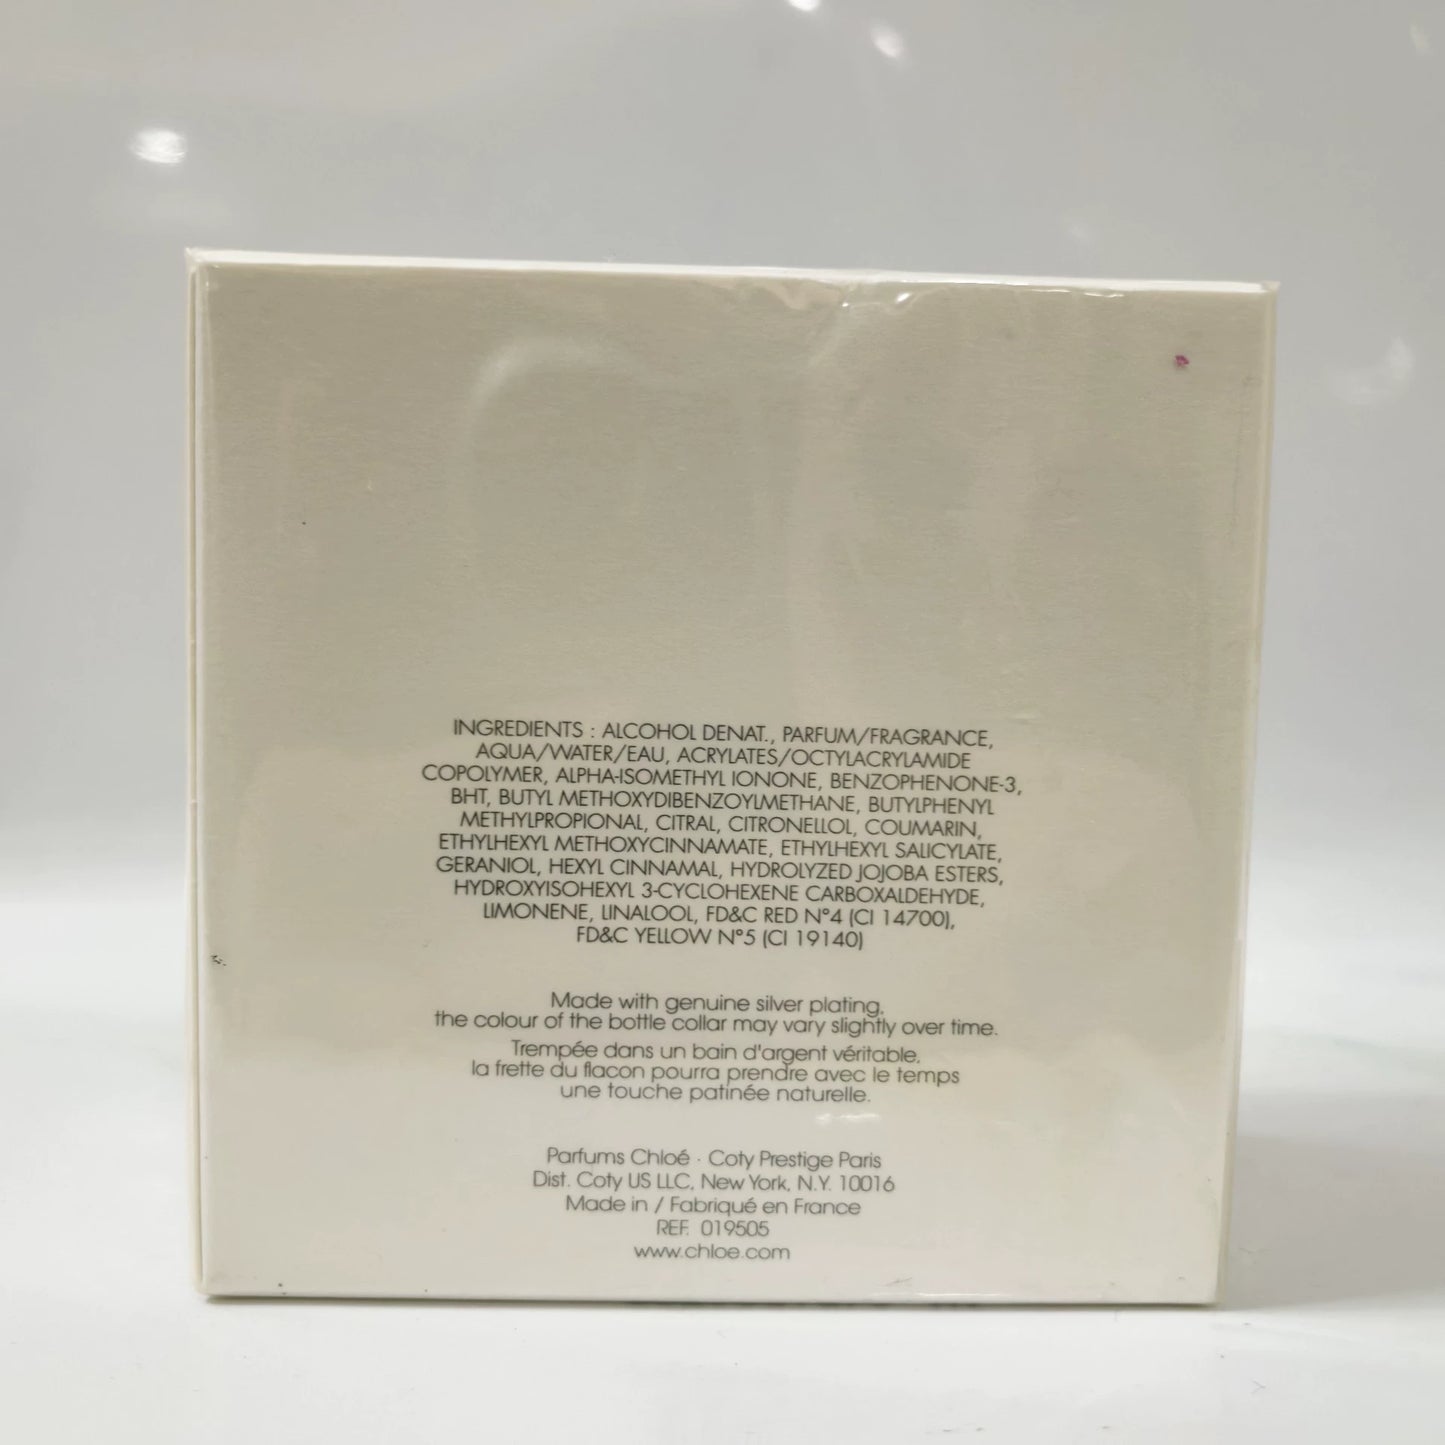 INGREDIENTS : ALCOHOL DENAT., PARFUM/FRAGRANCE,
AQUA/WATER/EAU, ACRYLATES/OCTYLACRYLAMIDE
COPOLYMER, ALPHA-ISOMETHYL IONONE, BENZOPHENONE-3,
BHT, BUTYL METHOXYDIBENZOYLMETHANE, BUTYLPHENYL
METHYLPROPIONAL, CITRAL, CITRONELLOL, COUMARIN,
ETHYLHEXYL METHOXYCINNAMATE, ETHYLHEXYL SALICYLATE,
GERANIOL, HEXYL CINNAMAL, HYDROLYZED JOJOBA ESTERS,
HYDROXYISOHEXYL 3-CYCLOHEXENE CARBOXALDEHYDE,
LIMONENE, LINALOOL, FD&C RED N°4 (CI 14700),
FD&C YELLOW N°5 (CI 19140)
Made with genuine silver plating,
the colour of the bottle collar may vary slightly over time.
Trempée dans un bain d'argent véritable,
la frette du flacon pourra prendre avec le temps
une touche patinée naturelle.
Parfums Chloé · Coty Prestige Paris
Dist. Coty US LLC, New York, N.Y. 10016
Made in / Fabriqué en France
REF. 019505
www.chloe.com